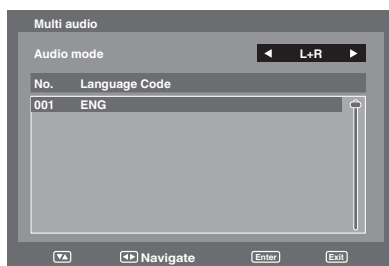 Multi audio
Audio mode ◄ L+R ►
No. Language Code
001 ENG
▼▲ ◄► Navigate Enter Exit